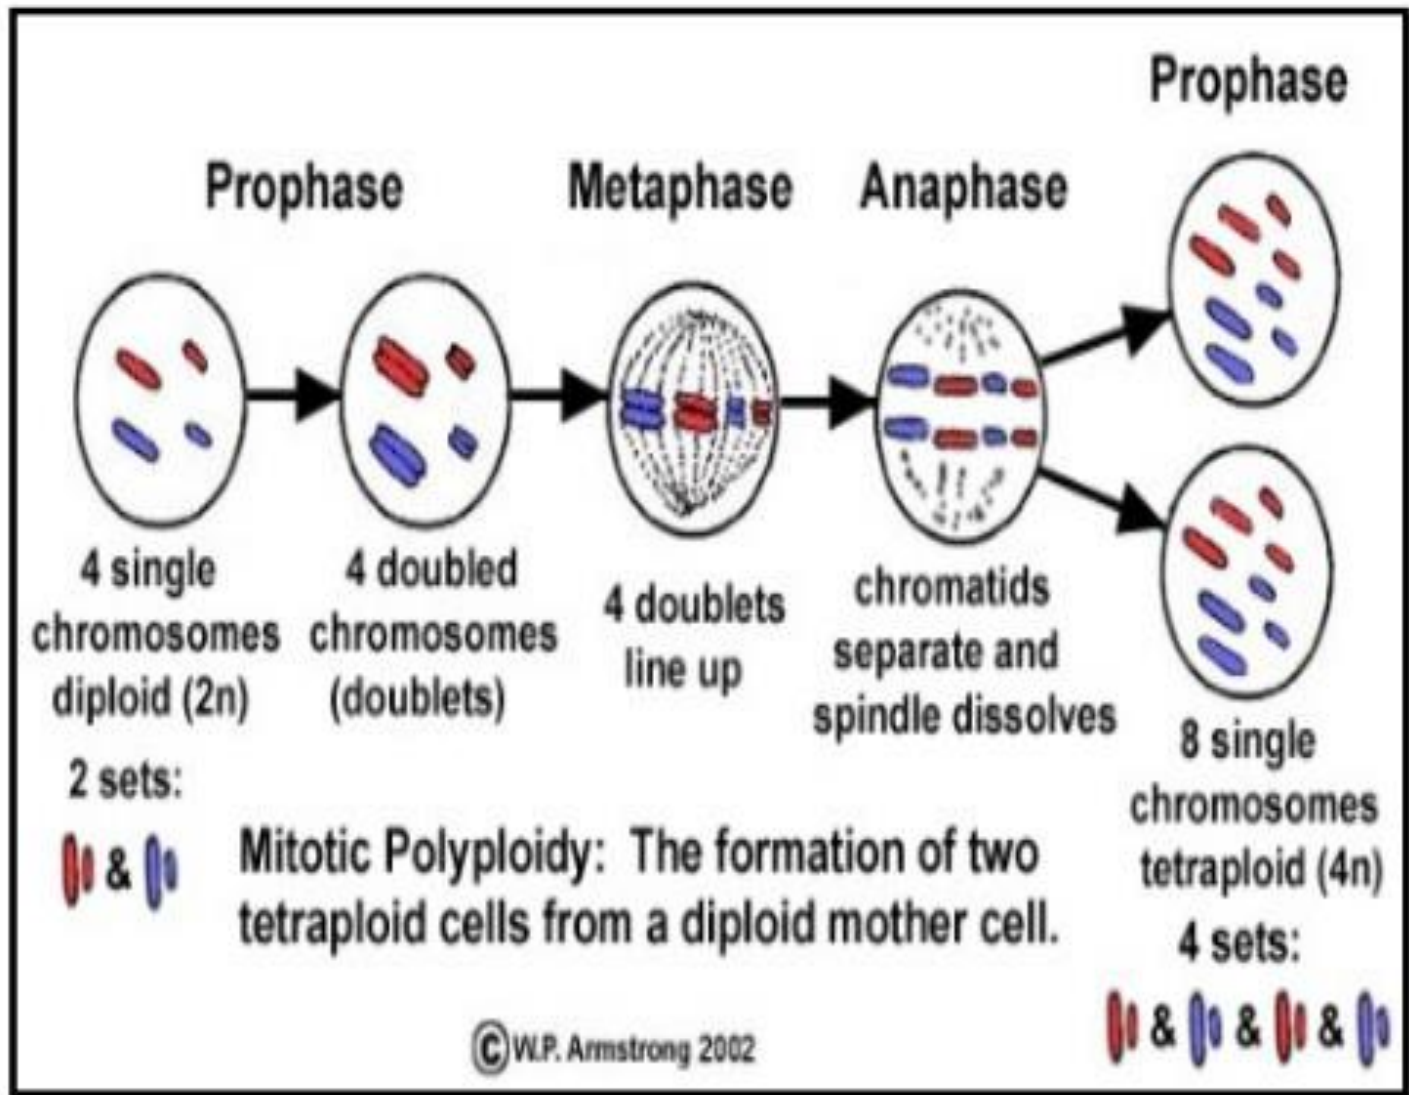 Prophase
Prophase
Metaphase
Anaphase
4 single
chromosomes
diploid (2n)
4 doubled
chromosomes
(doublets)
4 doublets
line up
chromatids
separate and
spindle dissolves
8 single
chromosomes
tetraploid (4n)
2 sets:
&
4 sets:
& & &
Mitotic Polyploidy: The formation of two
tetraploid cells from a diploid mother cell.
©W.P. Armstrong 2002